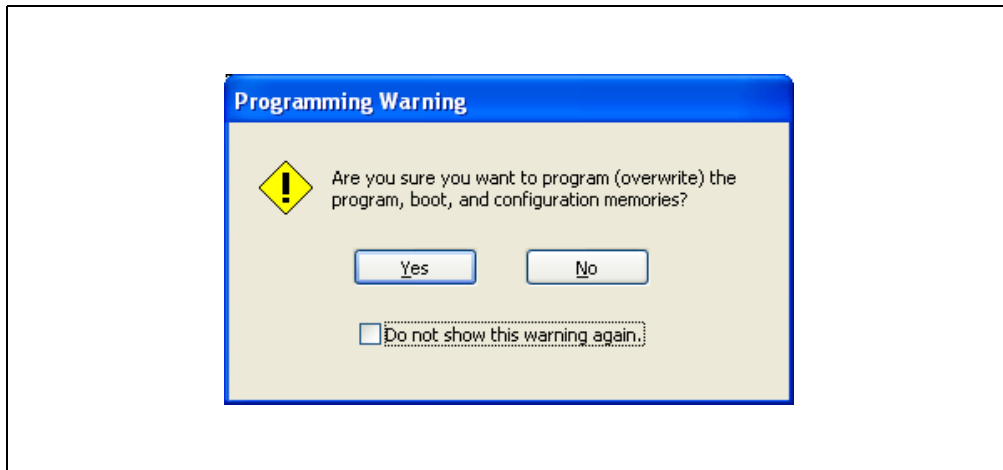 Programming Warning
Are you sure you want to program (overwrite) the
program, boot, and configuration memories?
Yes
No
Do not show this warning again.